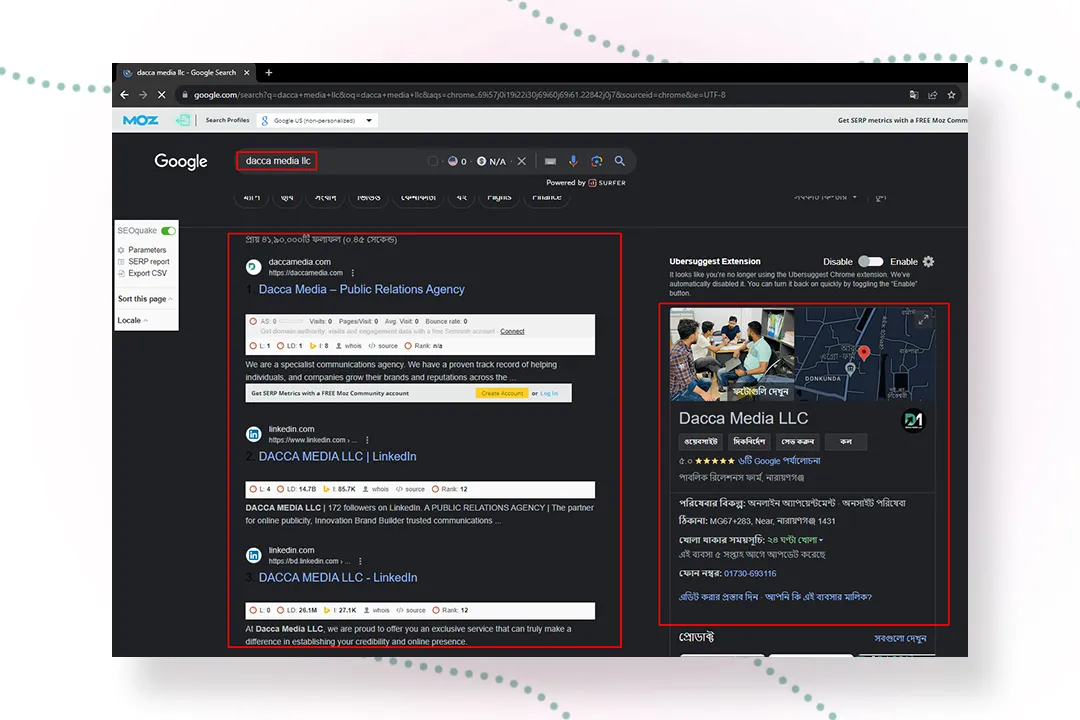 dacca media llc - Google Search
google.com/search?q=dacca+media+llc&oq=dacca+media+llc&aqs=chrome..69i57j0i19i22i30j69i60j69i61.22842j0j7&sourceid=chrome&ie=UTF-8
MOZ Search Profiles Google US (non-personalized) Get SERP metrics with a FREE Moz Comm
Google dacca media llc 0 N/A
Powered by SURFER
ম্যাপ ছবি সংবাদ ভিডিও কেনাকাটা বই Flights Finance
SEOquake
Parameters
SERP report
Export CSV
Sort this page
Locale
প্রায় ৪১,৯০,০০০টি ফলাফল (০.৪৫ সেকেন্ড)
daccamedia.com
https://daccamedia.com
1. Dacca Media – Public Relations Agency
AS: 0 Visits: 0 Pages/Visit: 0 Avg. Visit: 0 Bounce rate: 0
Get domain authority, visits and engagement data with a free Semrush account - Connect
L: 1 LD: 1 I: 8 whois source Rank: n/a
We are a specialist communications agency. We have a proven track record of helping
individuals, and companies grow their brands and reputations across the ...
Get SERP Metrics with a FREE Moz Community account Create Account or Log In
linkedin.com
https://www.linkedin.com › ...
2. DACCA MEDIA LLC | LinkedIn
L: 4 LD: 14.7B I: 85.7K whois source Rank: 12
DACCA MEDIA LLC | 172 followers on LinkedIn. A PUBLIC RELATIONS AGENCY | The partner
for online publicity, Innovation Brand Builder trusted communications ...
linkedin.com
https://bd.linkedin.com › ...
3. DACCA MEDIA LLC - LinkedIn
L: 0 LD: 26.1M I: 27.1K whois source Rank: 12
At Dacca Media LLC, we are proud to offer you an exclusive service that can truly make a
difference in establishing your credibility and online presence.
Ubersuggest Extension Disable Enable
It looks like you're no longer using the Ubersuggest Chrome extension. We've
automatically disabled it. You can turn it back on quickly by toggling the "Enable"
button.
ফটোগুলি দেখুন
DONKUNDA
Dacca Media LLC
ওয়েবসাইট দিকনির্দেশ সেভ করুন কল
৫.০ ★★★★★ ৬টি Google পর্যালোচনা
পাবলিক রিলেশনস ফার্ম, নারায়ণগঞ্জ
পরিষেবার বিকল্প: অনলাইন অ্যাপয়েন্টমেন্ট · অনসাইট পরিষেবা
ঠিকানা: MG67+283, Near, নারায়ণগঞ্জ 1431
খোলা থাকার সময়সূচি: ২৪ ঘণ্টা খোলা
এই ব্যবসা ৫ সপ্তাহ আগে আপডেট করেছে
ফোন নম্বর: 01730-693116
এডিট করার প্রস্তাব দিন · আপনি কি এই ব্যবসার মালিক?
প্রোডাক্ট সবগুলো দেখুন